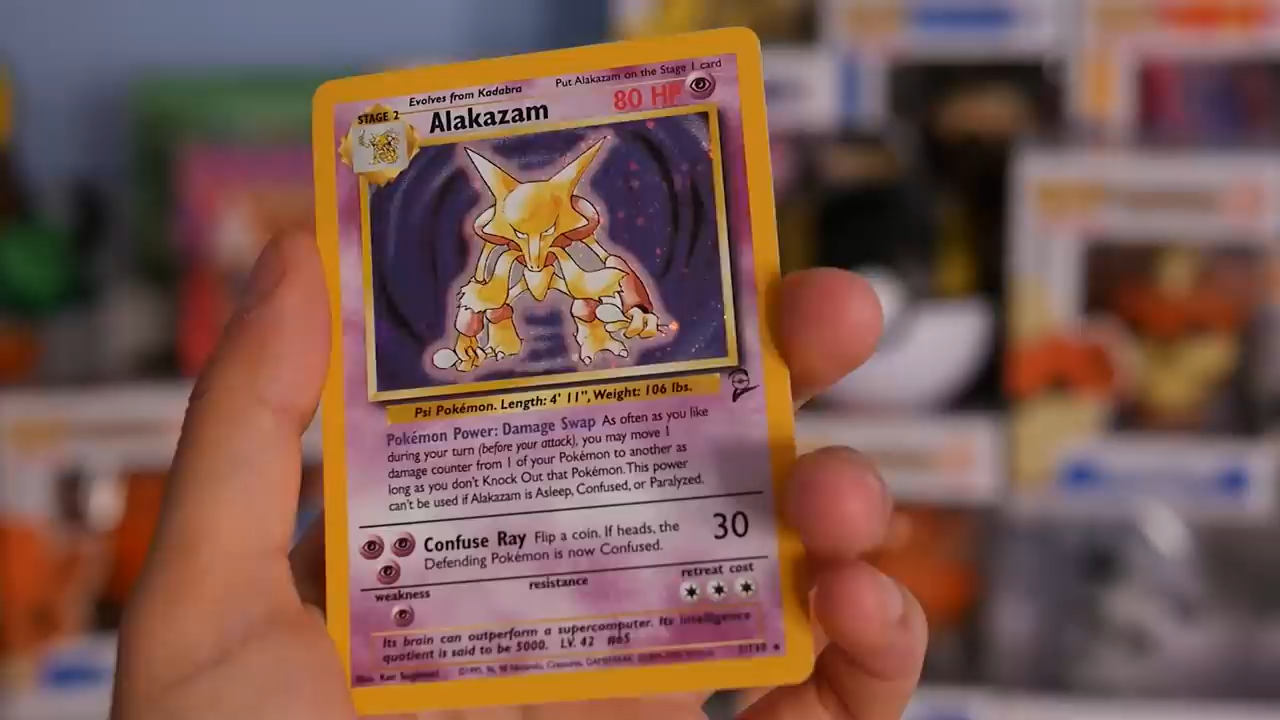 Evolves from Kadabra
Put Alakazam on the Stage 1 card
STAGE 2
Alakazam
80 HP
Psi Pokémon. Length: 4' 11", Weight: 106 lbs.
Pokémon Power: Damage Swap As often as you like
during your turn (before your attack), you may move 1
damage counter from 1 of your Pokémon to another as
long as you don't Knock Out that Pokémon. This power
can't be used if Alakazam is Asleep, Confused, or Paralyzed.
Confuse Ray Flip a coin. If heads, the
Defending Pokémon is now Confused.
30
weakness
resistance
retreat cost
Its brain can outperform a supercomputer. Its intelligence
quotient is said to be 5000. LV. 42 #65
Illus. Ken Sugimori